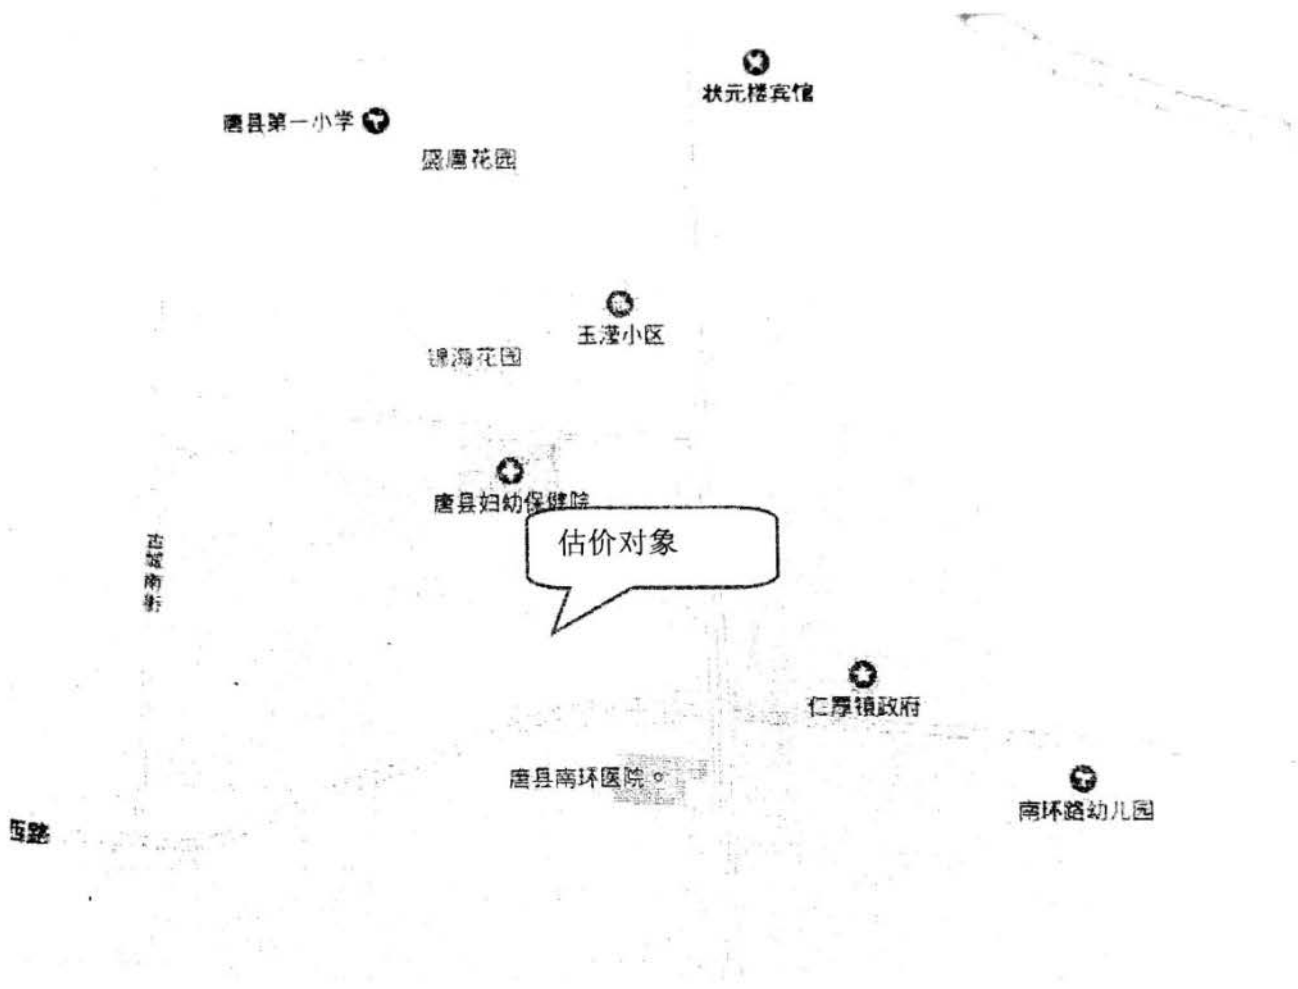 状元楼宾馆
唐县第一小学
盛唐花园
玉滢小区
锦海花园
唐县妇幼保健院
估价对象
古城南街
仁厚镇政府
唐县南环医院
南环路幼儿园
西路